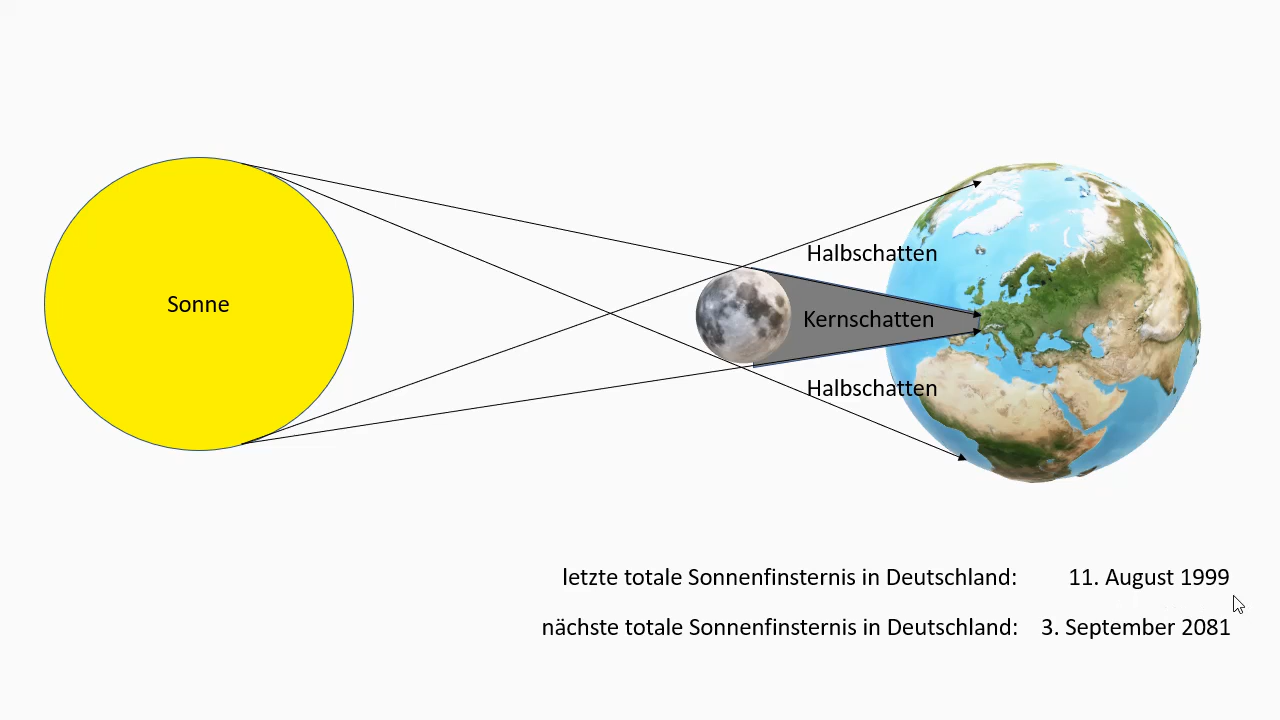 Sonne
Halbschatten
Kernschatten
Halbschatten
letzte totale Sonnenfinsternis in Deutschland: 11. August 1999
nächste totale Sonnenfinsternis in Deutschland: 3. September 2081